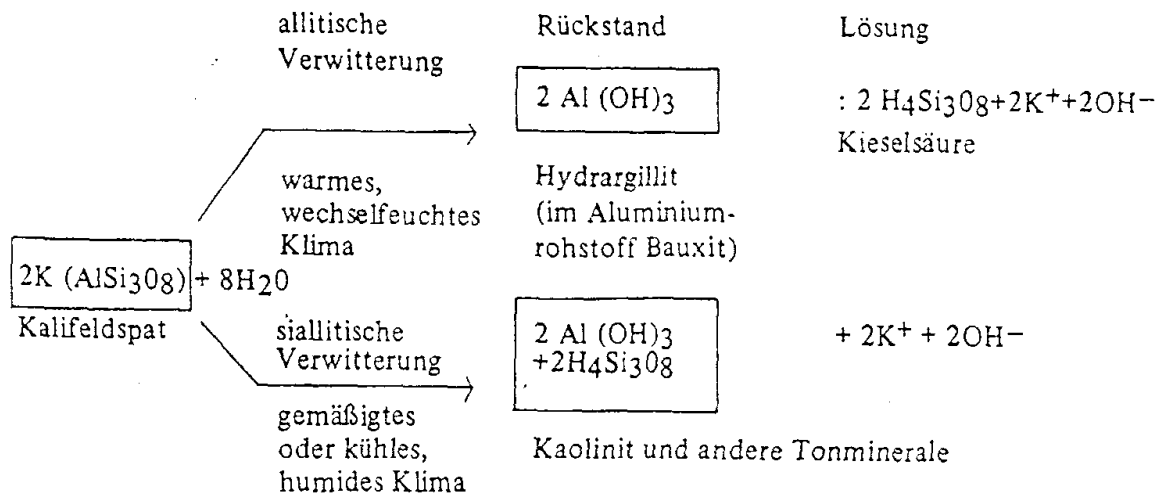 allitische
Verwitterung
Rückstand
Lösung
2 Al (OH)3
: 2 H4Si3O8+2K++2OH−
Kieselsäure
warmes,
wechselfeuchtes
Klima
Hydrargillit
(im Aluminium-
rohstoff Bauxit)
2K (AlSi3O8) + 8H2O
Kalifeldspat
siallitische
Verwitterung
2 Al (OH)3
+2H4Si3O8
+ 2K+ + 2OH−
gemäßigtes
oder kühles,
humides Klima
Kaolinit und andere Tonminerale